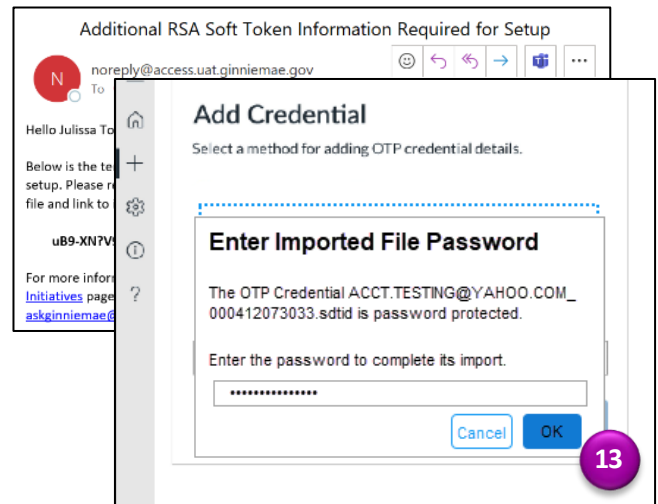 Additional RSA Soft Token Information Required for Setup
N
noreply@access.uat.ginniemae.gov
To
Hello Julissa To
Below is the te
setup. Please r
file and link to
uB9-XN?V
For more inform
Initiatives page
askginniemae@
Add Credential
Select a method for adding OTP credential details.
Enter Imported File Password
The OTP Credential ACCT.TESTING@YAHOO.COM_
000412073033.sdtid is password protected.
Enter the password to complete its import.
•••••••••••••••
Cancel
OK
13